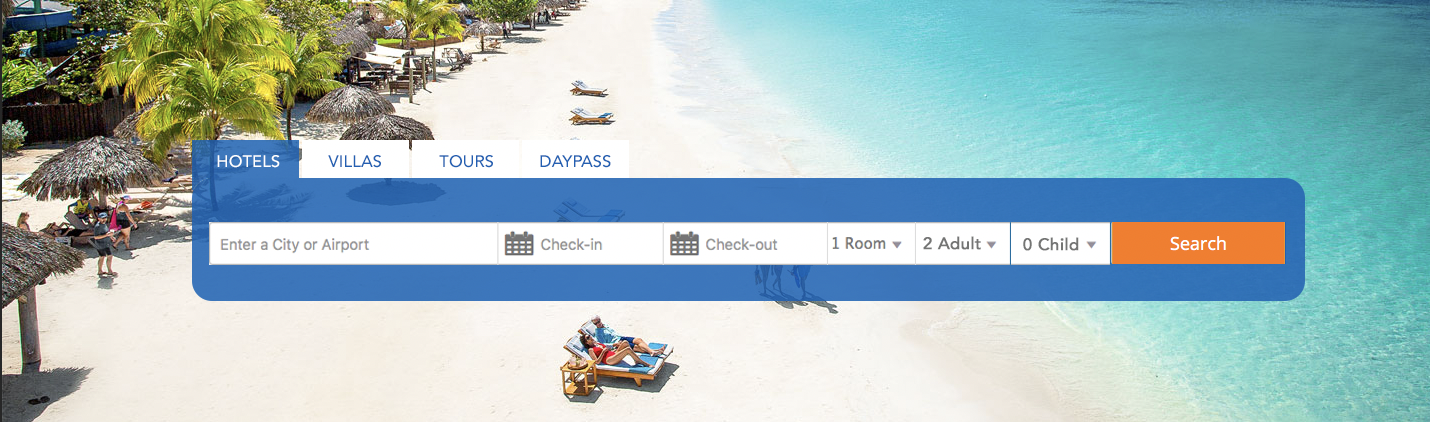 HOTELS VILLAS TOURS DAYPASS
Enter a City or Airport Check-in Check-out 1 Room 2 Adult 0 Child Search